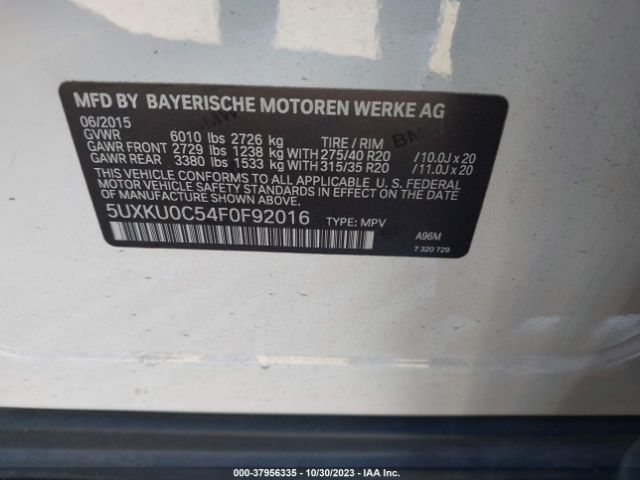 MFD BY BAYERISCHE MOTOREN WERKE AG
06/2015
GVWR 6010 lbs 2726 kg TIRE / RIM
GAWR FRONT 2729 lbs 1238 kg WITH 275/40 R20 / 10.0J x 20
GAWR REAR 3380 lbs 1533 kg WITH 315/35 R20 / 11.0J x 20
THIS VEHICLE CONFORMS TO ALL APPLICABLE U. S. FEDERAL
MOTOR VEHICLE SAFETY STANDARDS IN EFFECT ON THE DATE
OF MANUFACTURE SHOWN ABOVE.
5UXKU0C54F0F92016 TYPE: MPV A96M
7 320 729
© - 37956335 - 10/30/2023 - IAA Inc.